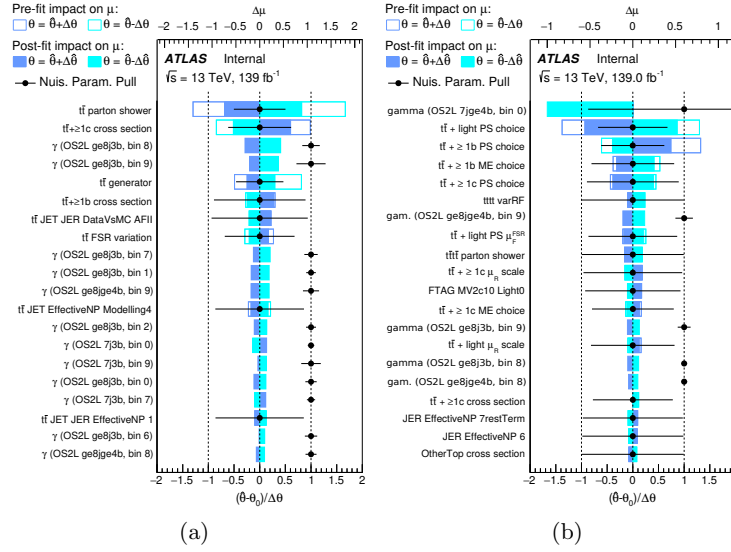 Pre-fit impact on μ:
θ = θ̂+Δθ θ = θ̂-Δθ
Post-fit impact on μ:
θ = θ̂+Δθ̂ θ = θ̂-Δθ̂
Nuis. Param. Pull
Δμ
−1 −0.5 0 0.5 1
ATLAS Internal
√s = 13 TeV, 139 fb⁻¹
tt̄ parton shower
tt̄+≥1c cross section
γ (OS2L ge8j3b, bin 8)
γ (OS2L ge8j3b, bin 9)
tt̄ generator
tt̄+≥1b cross section
tt̄ JET JER DataVsMC AFII
tt̄ FSR variation
γ (OS2L ge8j3b, bin 7)
γ (OS2L ge8j3b, bin 1)
γ (OS2L ge8jge4b, bin 9)
tt̄ JET EffectiveNP Modelling4
γ (OS2L ge8j3b, bin 2)
γ (OS2L 7j3b, bin 0)
γ (OS2L 7j3b, bin 9)
γ (OS2L ge8j3b, bin 0)
γ (OS2L 7j3b, bin 7)
tt̄ JET JER EffectiveNP 1
γ (OS2L ge8j3b, bin 6)
γ (OS2L ge8jge4b, bin 8)
−2 −1.5 −1 −0.5 0 0.5 1 1.5 2
(θ̂-θ₀)/Δθ
(a)
Pre-fit impact on μ:
θ = θ̂+Δθ θ = θ̂-Δθ
Post-fit impact on μ:
θ = θ̂+Δθ̂ θ = θ̂-Δθ̂
Nuis. Param. Pull
Δμ
−1 −0.5 0 0.5 1
ATLAS Internal
√s = 13 TeV, 139.0 fb⁻¹
gamma (OS2L 7jge4b, bin 0)
tt̄ + light PS choice
tt̄ + ≥ 1b PS choice
tt̄ + ≥ 1b ME choice
tt̄ + ≥ 1c PS choice
tttt varRF
gam. (OS2L ge8jge4b, bin 9)
tt̄ + light PS μ_F^FSR
tt̄tt̄ parton shower
tt̄ + ≥ 1c μ_R scale
FTAG MV2c10 Light0
tt̄ + ≥ 1c ME choice
gamma (OS2L ge8j3b, bin 9)
tt̄ + light μ_R scale
gamma (OS2L ge8j3b, bin 8)
gam. (OS2L ge8jge4b, bin 8)
tt̄ + ≥1c cross section
JER EffectiveNP 7restTerm
JER EffectiveNP 6
OtherTop cross section
−2 −1.5 −1 −0.5 0 0.5 1 1.5
(θ̂-θ₀)/Δθ
(b)